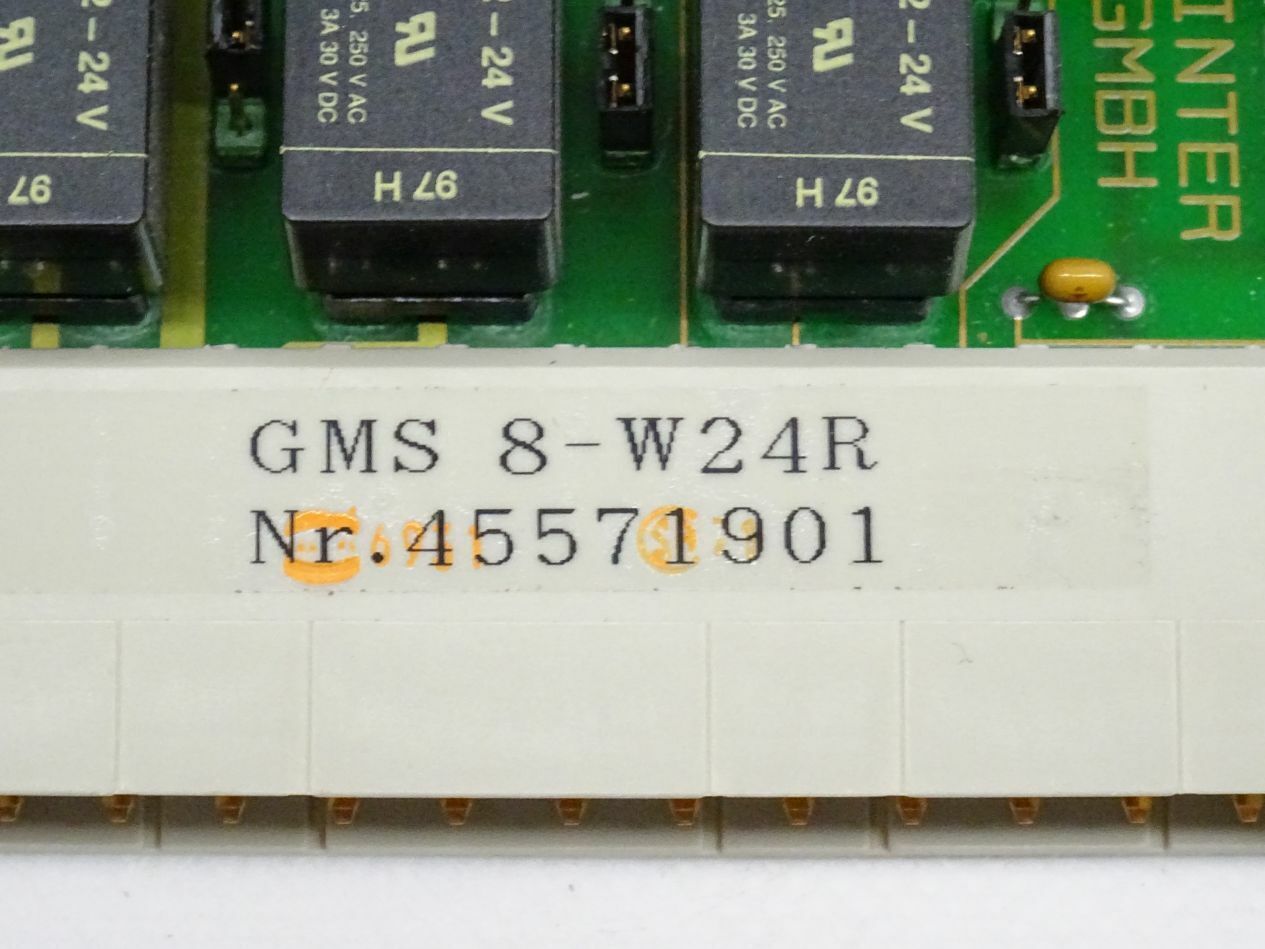 2-24 V
25. 250 V AC
3A 30 V DC
97 H
2-24 V
25. 250 V AC
3A 30 V DC
97 H
2-24 V
97
INTER
GMBH
GMS 8-W24R
Nr.45571901